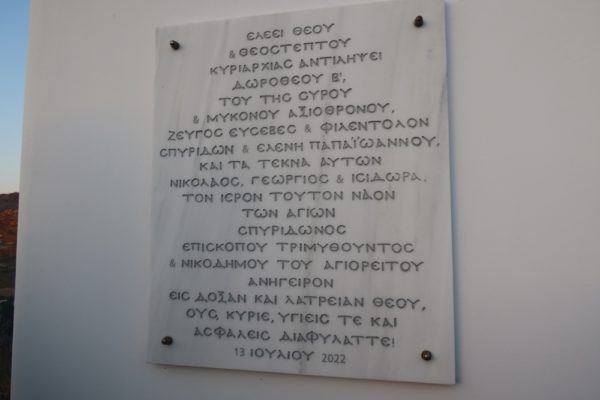 ΕΛΕΕΙ ΘΕΟΥ
& ΘΕΟΣΤΕΠΤΟΥ
ΚΥΡΙΑΡΧΙΑΣ ΑΝΤΙΛΗΨΕΙ
ΔΩΡΟΘΕΟΥ Β',
ΤΟΥ ΤΗΣ ΣΥΡΟΥ
& ΜΥΚΟΝΟΥ ΑΞΙΟΘΡΟΝΟΥ,
ΖΕΥΓΟΣ ΕΥΣΕΒΕΣ & ΦΙΛΕΝΤΟΛΟΝ
ΣΠΥΡΙΔΩΝ & ΕΛΕΝΗ ΠΑΠΑΪΩΑΝΝΟΥ,
ΚΑΙ ΤΑ ΤΕΚΝΑ ΑΥΤΩΝ
ΝΙΚΟΛΑΟΣ, ΓΕΩΡΓΙΟΣ & ΙΣΙΔΩΡΑ,
ΤΟΝ ΙΕΡΟΝ ΤΟΥΤΟΝ ΝΑΟΝ
ΤΩΝ ΑΓΙΩΝ
ΣΠΥΡΙΔΩΝΟΣ
ΕΠΙΣΚΟΠΟΥ ΤΡΙΜΥΘΟΥΝΤΟΣ
& ΝΙΚΟΔΗΜΟΥ ΤΟΥ ΑΓΙΟΡΕΙΤΟΥ
ΑΝΗΓΕΙΡΟΝ
ΕΙΣ ΔΟΞΑΝ ΚΑΙ ΛΑΤΡΕΙΑΝ ΘΕΟΥ,
ΟΥΣ, ΚΥΡΙΕ, ΥΓΙΕΙΣ ΤΕ ΚΑΙ
ΑΣΦΑΛΕΙΣ ΔΙΑΦΥΛΑΤΤΕ!
13 ΙΟΥΛΙΟΥ 2022